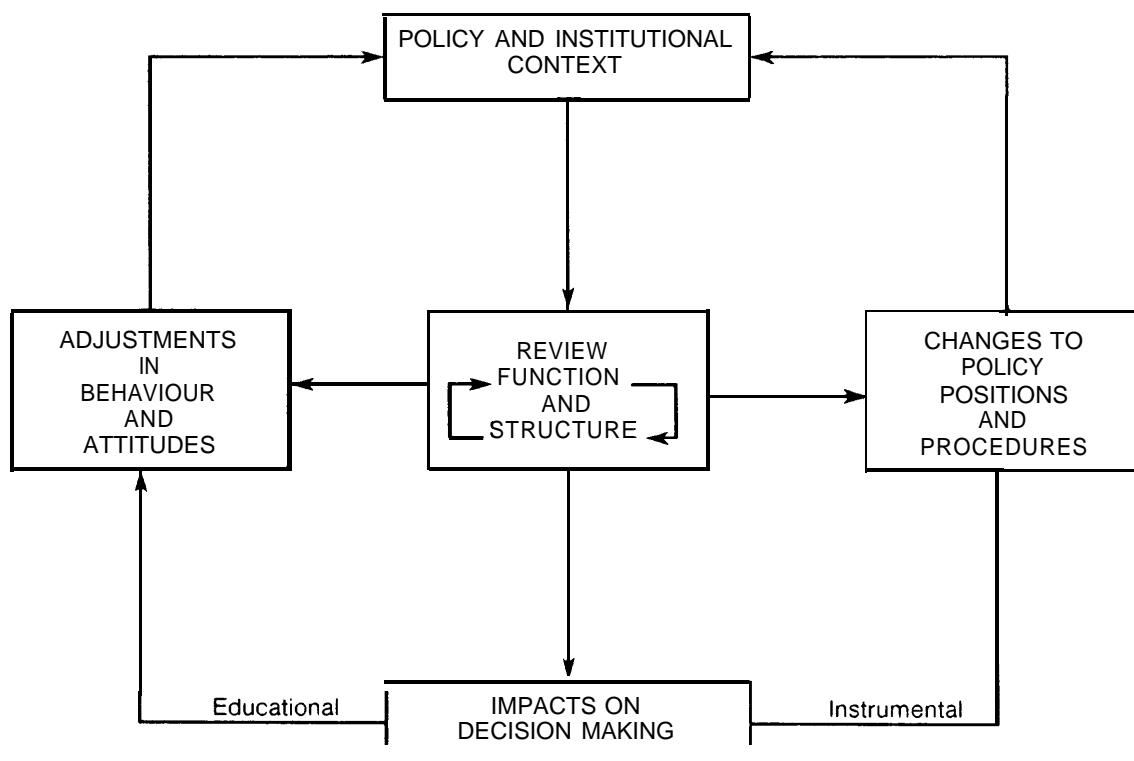 POLICY AND INSTITUTIONAL
CONTEXT
ADJUSTMENTS
IN
BEHAVIOUR
AND
ATTITUDES
REVIEW
FUNCTION
AND
STRUCTURE
CHANGES TO
POLICY
POSITIONS
AND
PROCEDURES
Educational
IMPACTS ON
DECISION MAKING
Instrumental